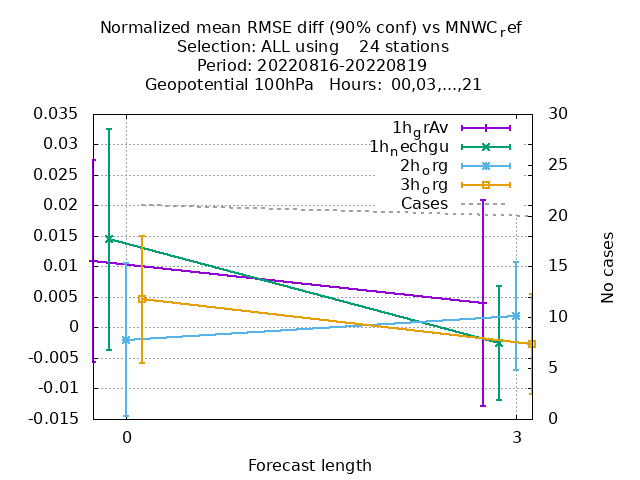 Normalized mean RMSE diff (90% conf) vs MNWC_ref
Selection: ALL using    24 stations
Period: 20220816-20220819
Geopotential 100hPa   Hours:  00,03,...,21
0.035
0.03
0.025
0.02
0.015
0.01
0.005
0
-0.005
-0.01
-0.015
30
25
20
15
10
5
0
1h_grAv
1h_nechgu
2h_org
3h_org
Cases
No cases
0
3
Forecast length